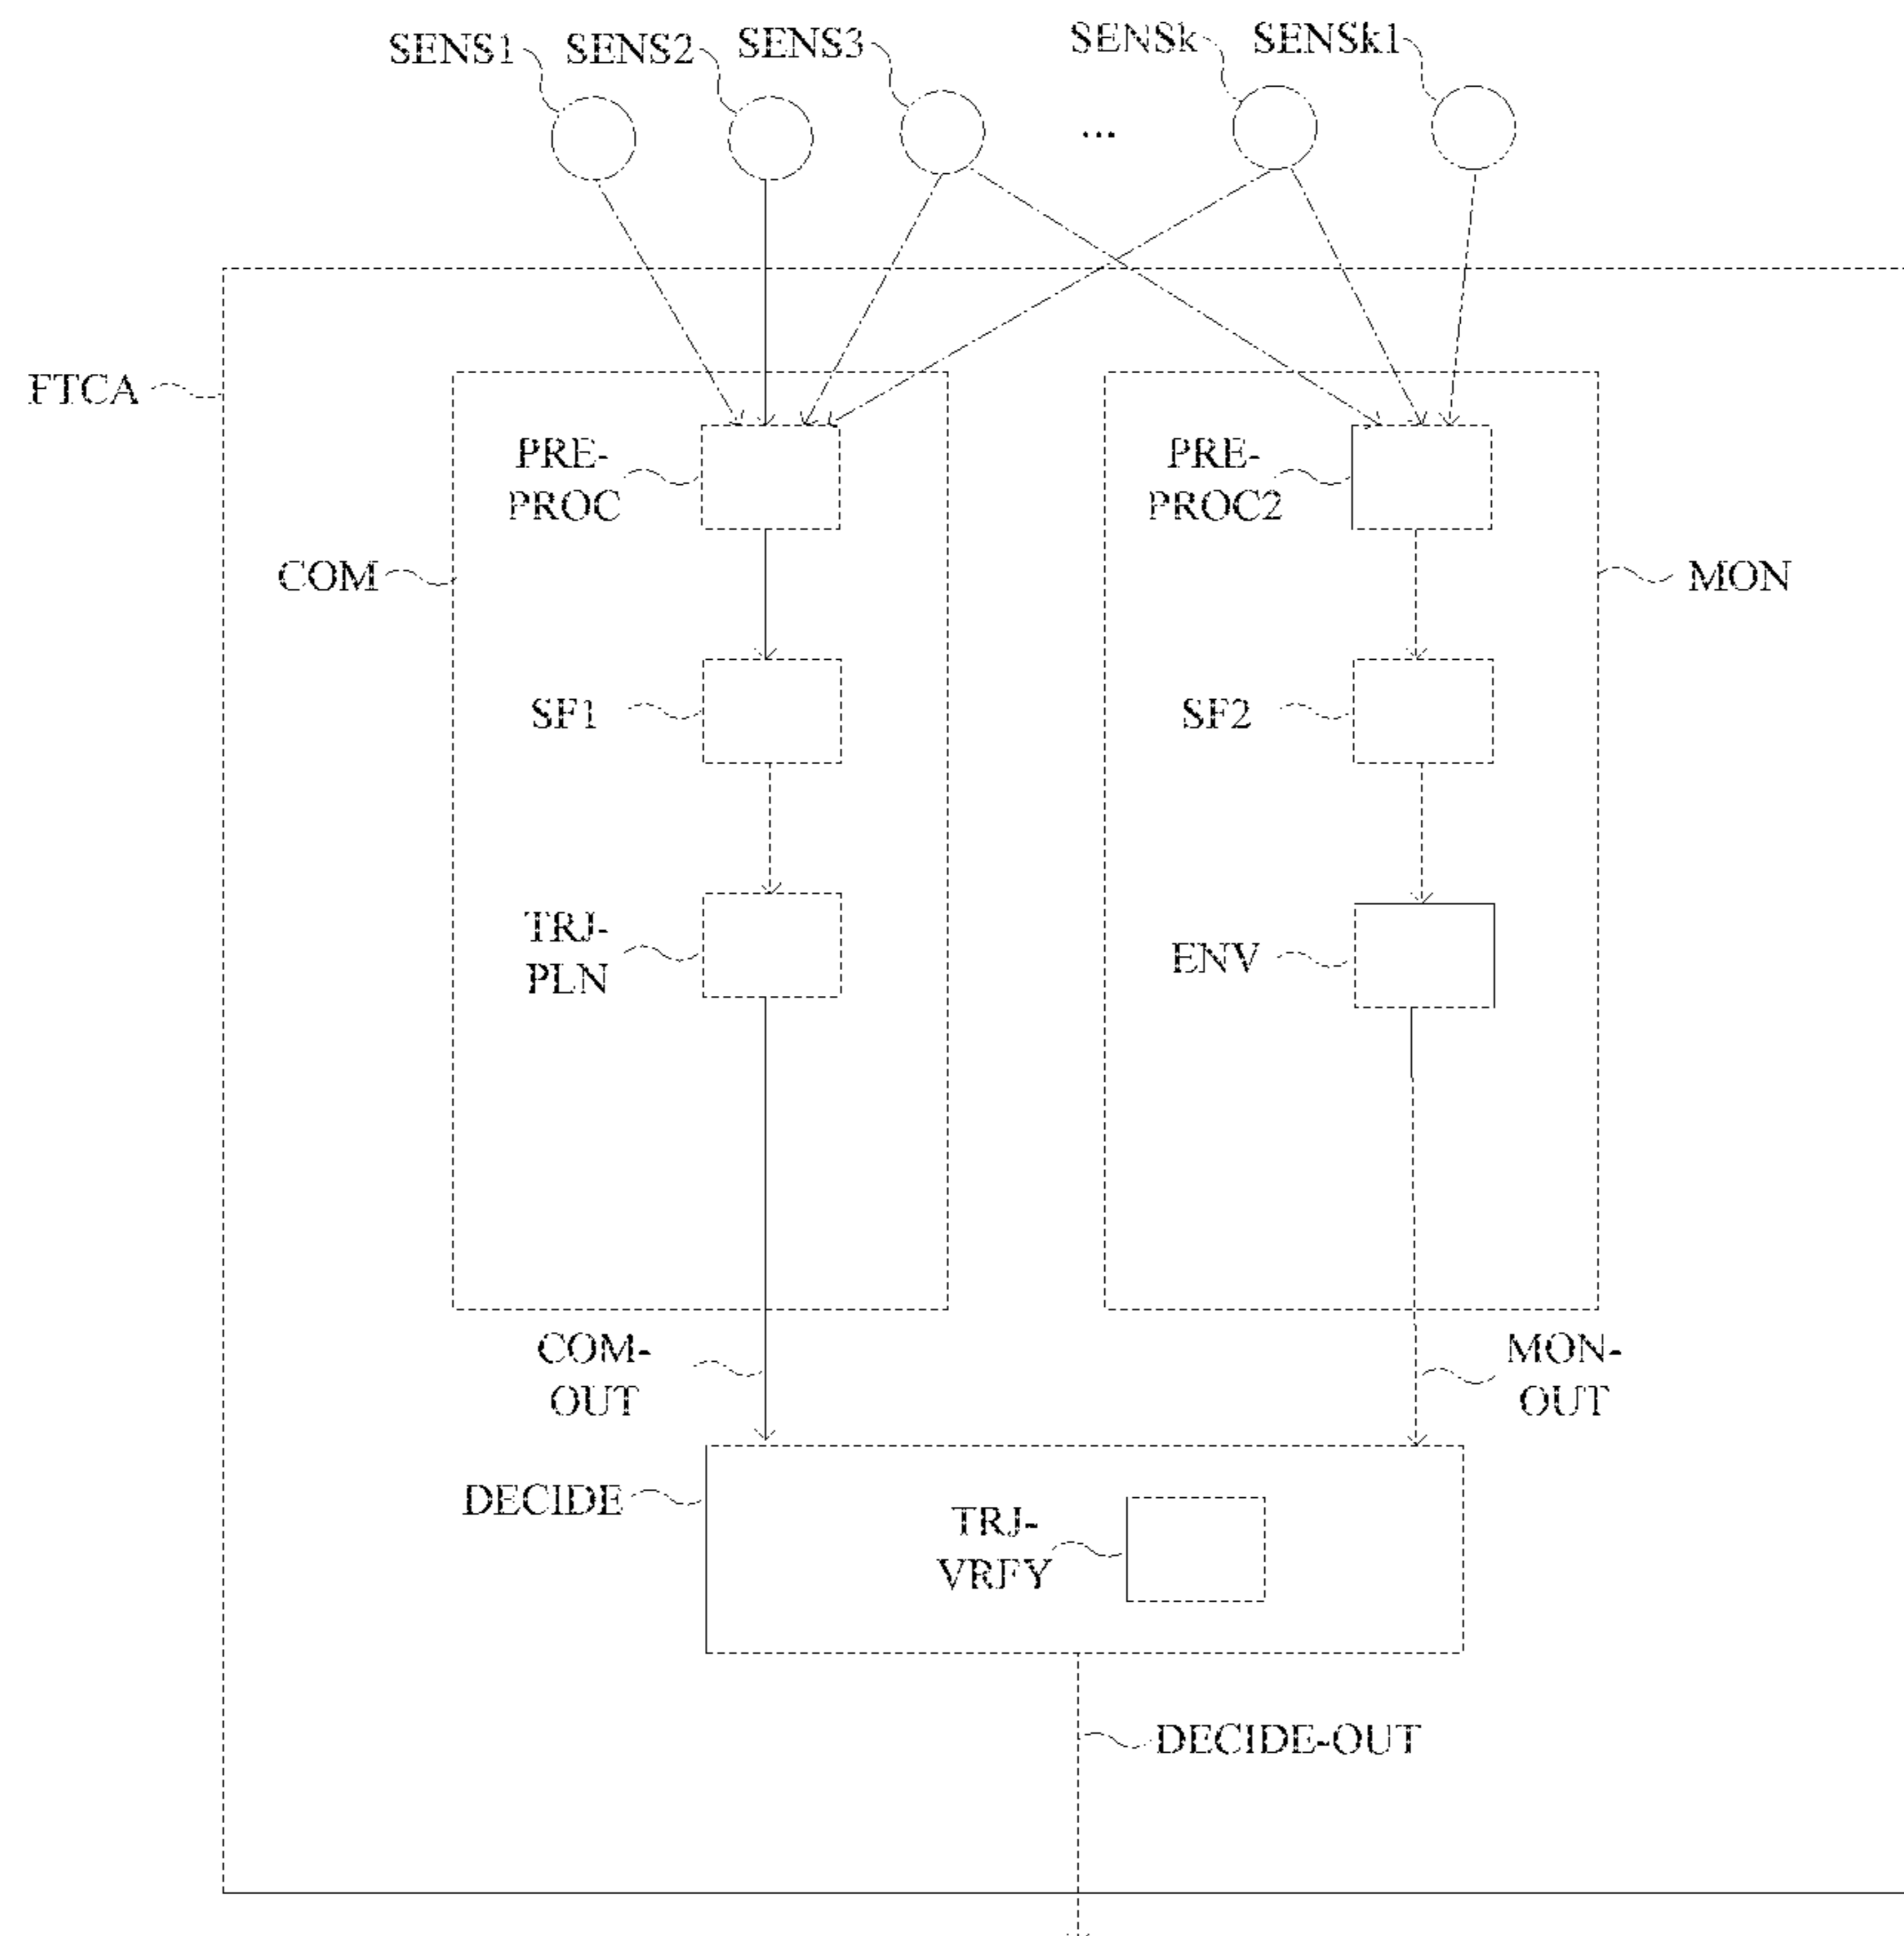 SENS1
SENS2
SENS3
...
SENSk
SENSk1
FTCA
PRE-
PROC
PRE-
PROC2
COM
MON
SF1
SF2
TRJ-
PLN
ENV
COM-
OUT
MON-
OUT
DECIDE
TRJ-
VRFY
DECIDE-OUT